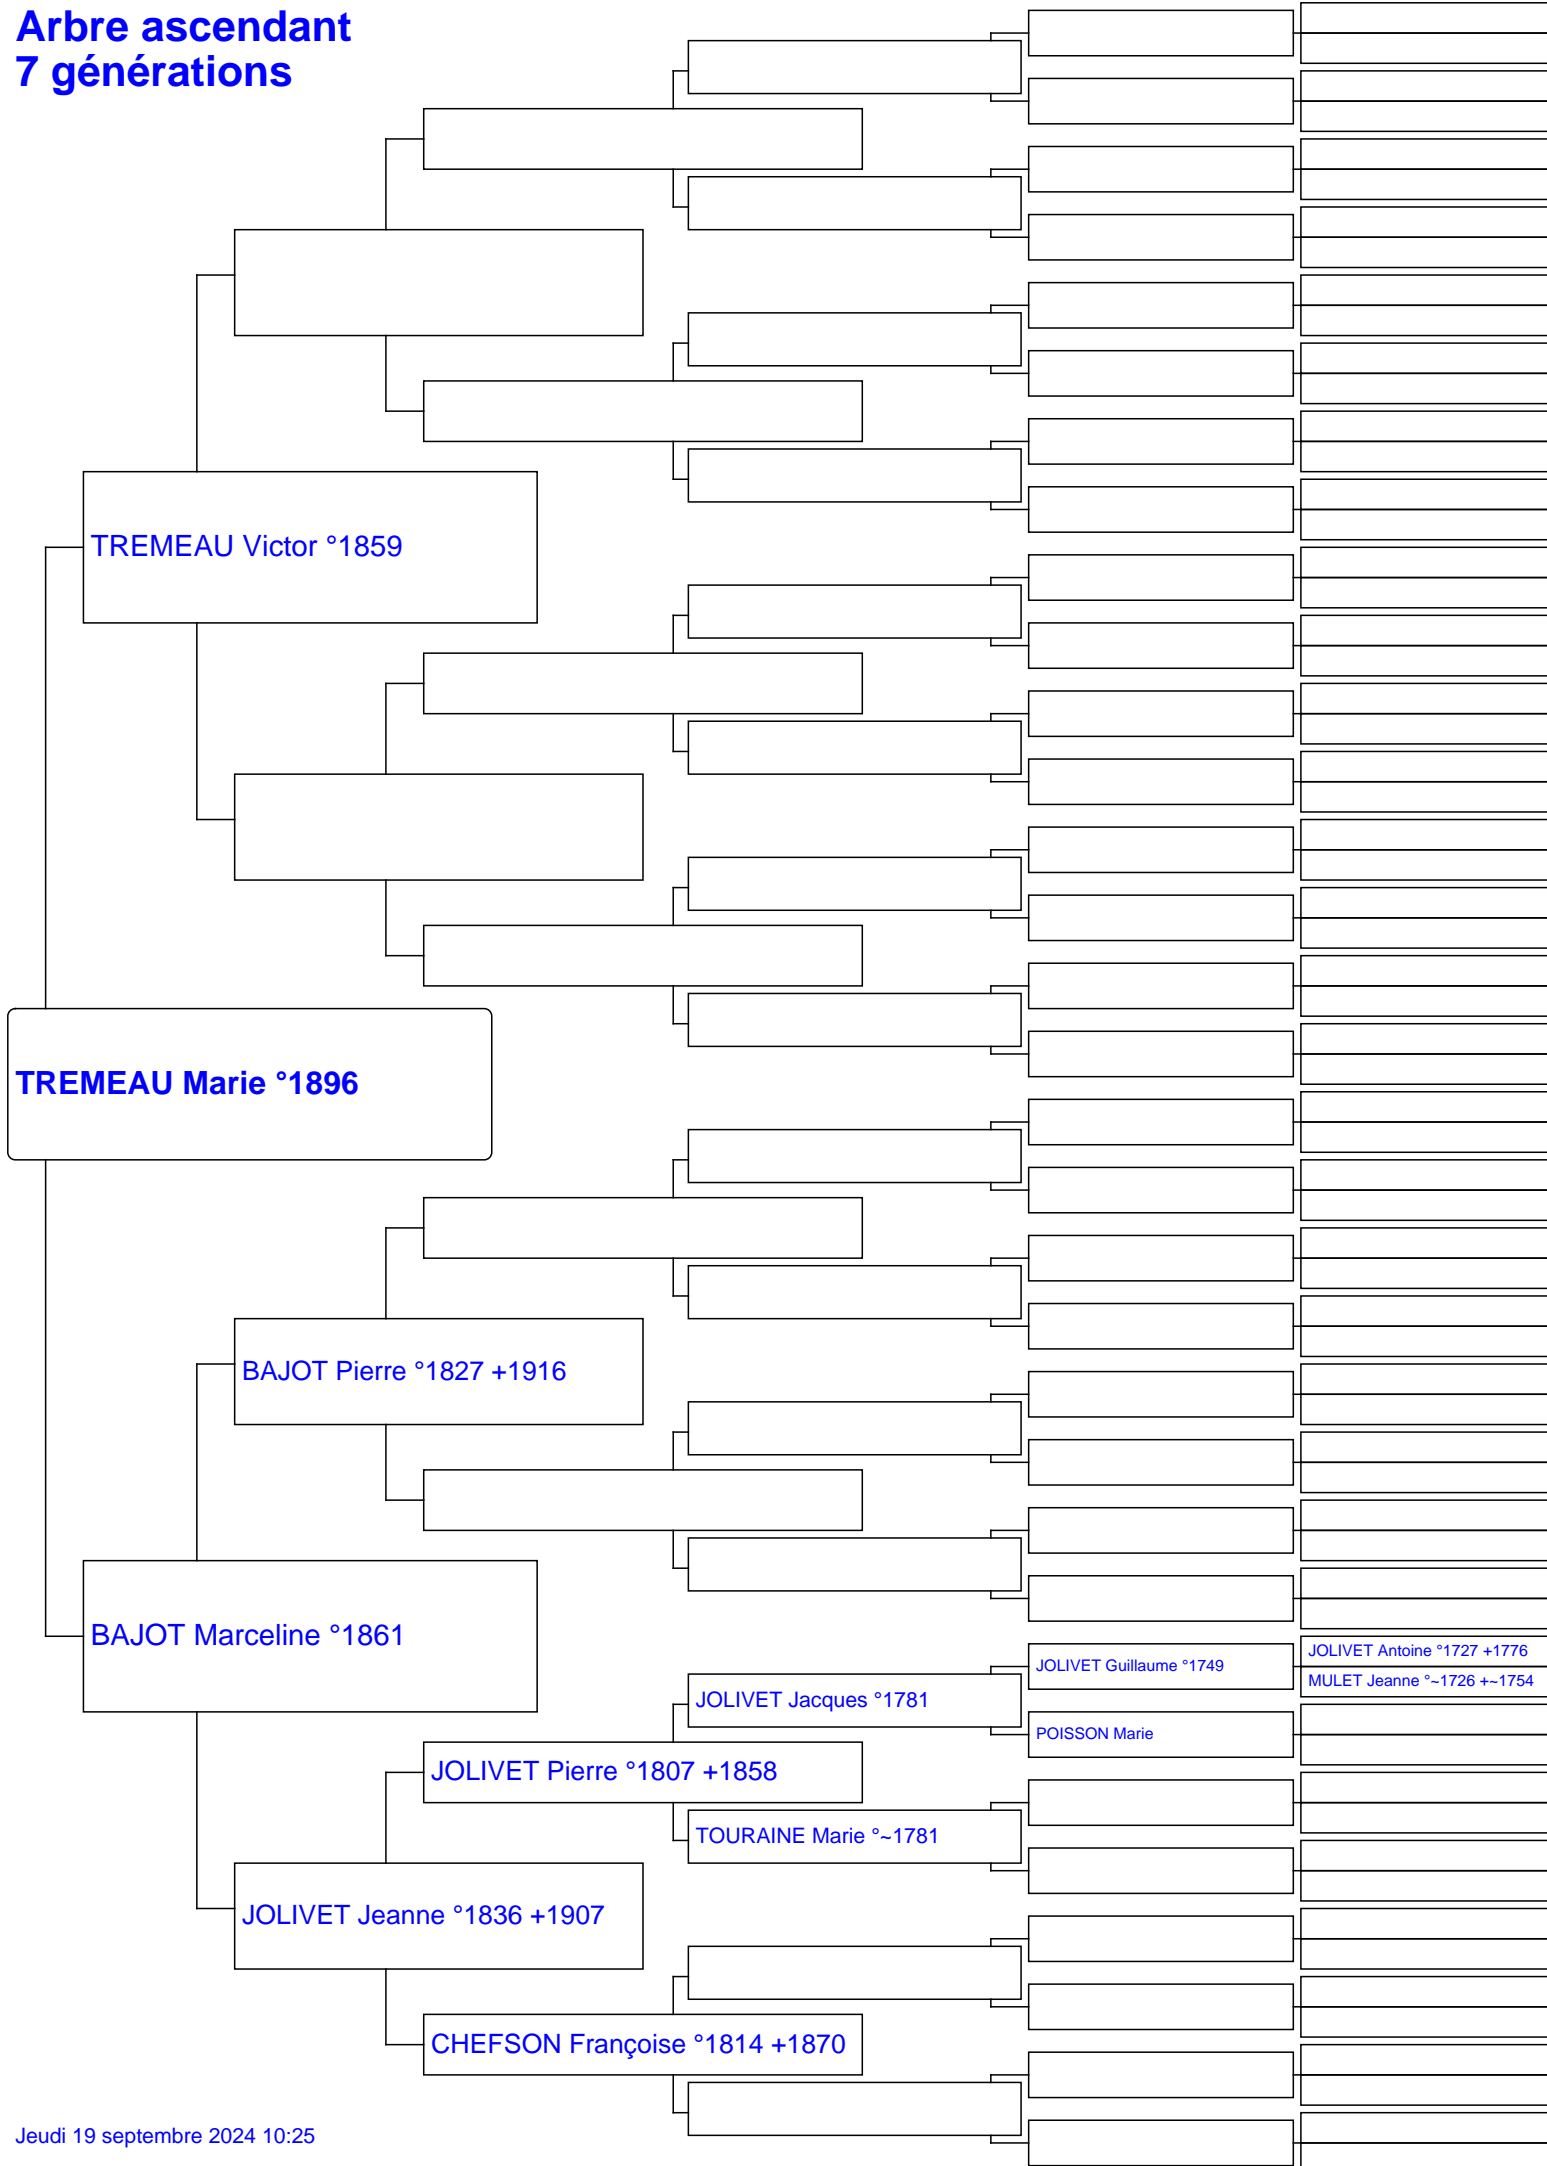 Arbre ascendant
7 générations
TREMEAU Victor °1859
TREMEAU Marie °1896
BAJOT Pierre °1827 +1916
BAJOT Marceline °1861
JOLIVET Antoine °1727 +1776
JOLIVET Guillaume °1749
MULET Jeanne °~1726 +~1754
JOLIVET Jacques °1781
POISSON Marie
JOLIVET Pierre °1807 +1858
TOURAINE Marie °~1781
JOLIVET Jeanne °1836 +1907
CHEFSON Françoise °1814 +1870
Jeudi 19 septembre 2024 10:25